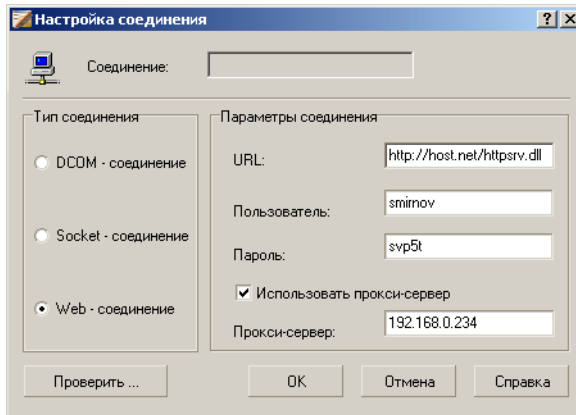 Настройка соединения
Соединение:
Тип соединения
DCOM - соединение
Socket - соединение
Web - соединение
Параметры соединения
URL: http://host.net/httpsrv.dll
Пользователь: smirnov
Пароль: svp5t
Использовать прокси-сервер
Прокси-сервер: 192.168.0.234
Проверить ... OK Отмена Справка